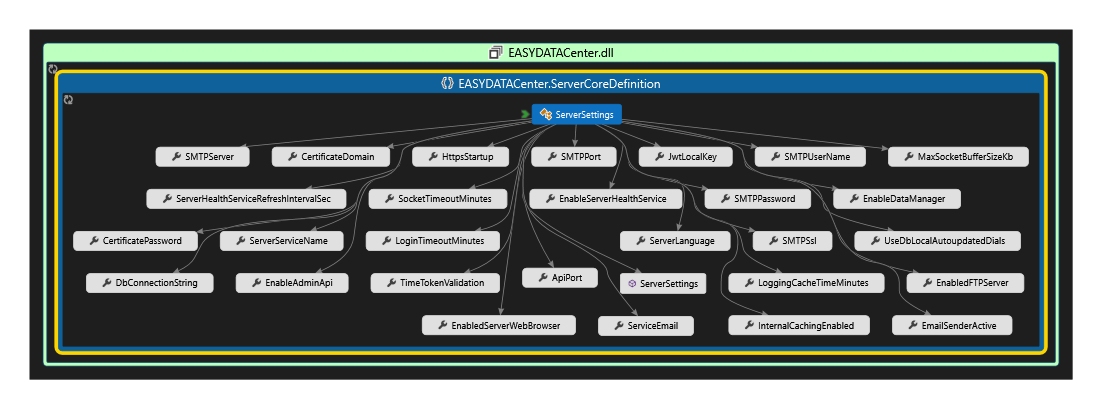 EASYDATACenter.dll
EASYDATACenter.ServerCoreDefinition
ServerSettings
SMTPServer
CertificateDomain
HttpsStartup
SMTPPort
JwtLocalKey
SMTPUserName
MaxSocketBufferSizeKb
ServerHealthServiceRefreshIntervalSec
SocketTimeoutMinutes
EnableServerHealthService
SMTPPassword
EnableDataManager
CertificatePassword
ServerServiceName
LoginTimeoutMinutes
ServerLanguage
SMTPSsl
UseDbLocalAutoupdatedDials
DbConnectionString
EnableAdminApi
TimeTokenValidation
ApiPort
ServerSettings
LoggingCacheTimeMinutes
EnabledFTPServer
EnabledServerWebBrowser
ServiceEmail
InternalCachingEnabled
EmailSenderActive